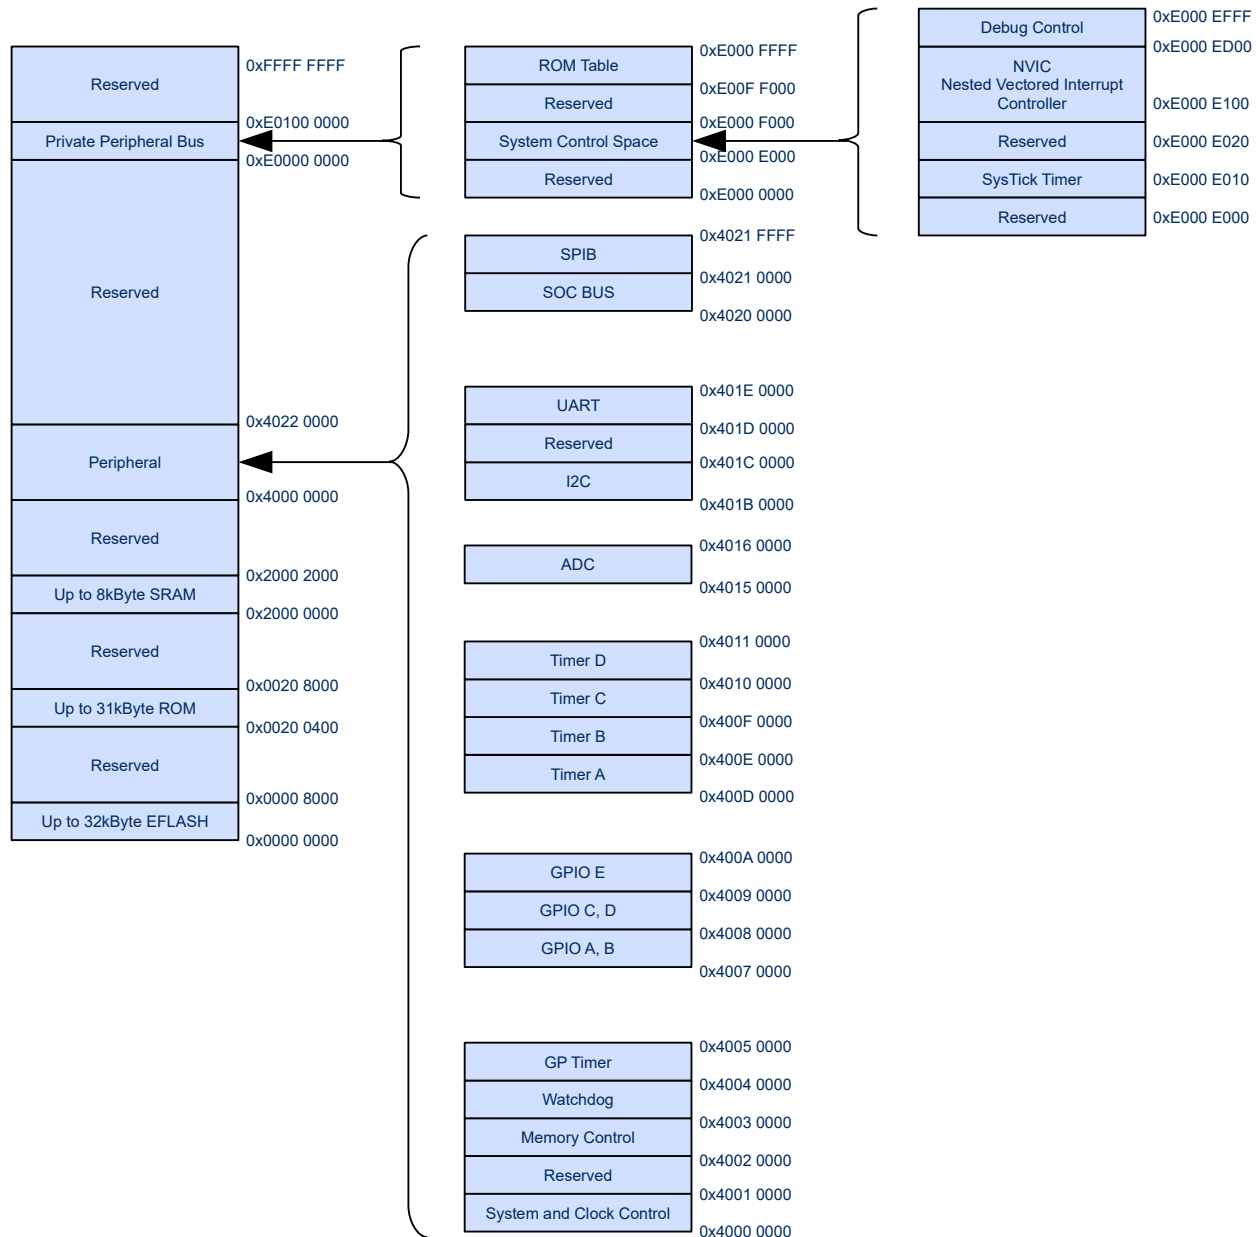 Reserved
0xFFFF FFFF
0xE0100 0000
Private Peripheral Bus
0xE0000 0000
Reserved
0x4022 0000
Peripheral
0x4000 0000
Reserved
0x2000 2000
Up to 8kByte SRAM
0x2000 0000
Reserved
0x0020 8000
Up to 31kByte ROM
0x0020 0400
Reserved
0x0000 8000
Up to 32kByte EFLASH
0x0000 0000
0xE000 FFFF
ROM Table
0xE00F F000
Reserved
0xE000 F000
System Control Space
0xE000 E000
Reserved
0xE000 0000
0x4021 FFFF
SPIB
0x4021 0000
SOC BUS
0x4020 0000
0x401E 0000
UART
0x401D 0000
Reserved
0x401C 0000
I2C
0x401B 0000
0x4016 0000
ADC
0x4015 0000
0x4011 0000
Timer D
0x4010 0000
Timer C
0x400F 0000
Timer B
0x400E 0000
Timer A
0x400D 0000
0x400A 0000
GPIO E
0x4009 0000
GPIO C, D
0x4008 0000
GPIO A, B
0x4007 0000
0x4005 0000
GP Timer
0x4004 0000
Watchdog
0x4003 0000
Memory Control
0x4002 0000
Reserved
0x4001 0000
System and Clock Control
0x4000 0000
0xE000 EFFF
Debug Control
0xE000 ED00
NVIC
Nested Vectored Interrupt
Controller
0xE000 E100
Reserved
0xE000 E020
SysTick Timer
0xE000 E010
Reserved
0xE000 E000